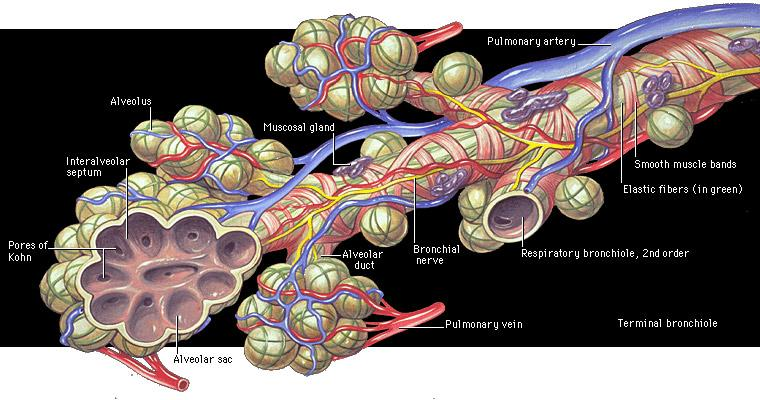 Pulmonary artery
Alveolus
Muscosal gland
Interalveolar
septum
Smooth muscle bands
Elastic fibers (in green)
Pores of
Kohn
Alveolar
duct
Bronchial
nerve
Respiratory bronchiole, 2nd order
Pulmonary vein
Terminal bronchiole
Alveolar sac